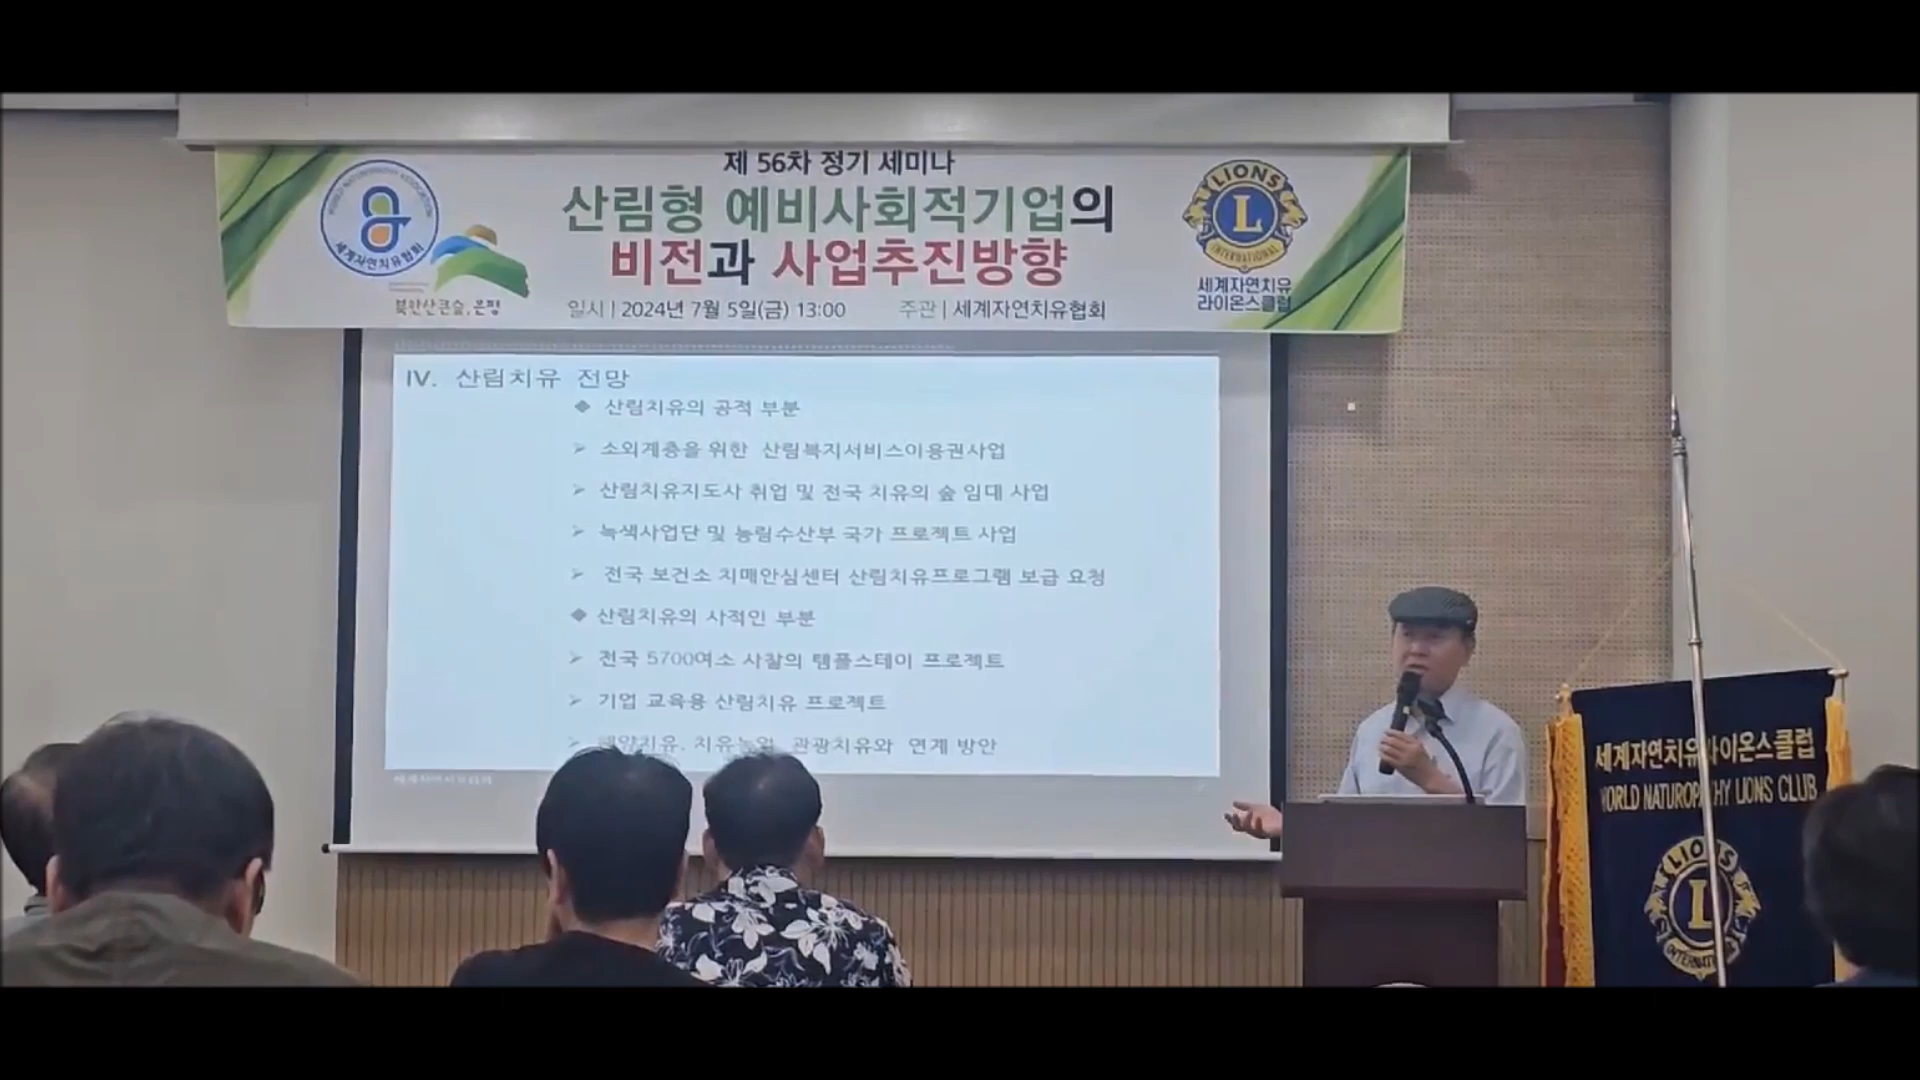 제 56차 정기 세미나
산림형 예비사회적기업의
비전과 사업추진방향
일시 | 2024년 7월 5일(금) 13:00 주관 | 세계자연치유협회
세계자연치유협회
북한산큰숲, 은평
LIONS
L
INTERNATIONAL
세계자연치유
라이온스클럽
IV. 산림치유 전망
❖ 산림치유의 공적 부분
➢ 소외계층을 위한 산림복지서비스이용권사업
➢ 산림치유지도사 취업 및 전국 치유의 숲 임대 사업
➢ 녹색사업단 및 농림수산부 국가 프로젝트 사업
➢ 전국 보건소 치매안심센터 산림치유프로그램 보급 요청
❖ 산림치유의 사적인 부분
➢ 전국 5700여소 사찰의 템플스테이 프로젝트
➢ 기업 교육용 산림치유 프로젝트
➢ 해양치유, 치유농업, 관광치유와 연계 방안
세계자연치유협회
세계자연치유라이온스클럽
WORLD NATUROPATHY LIONS CLUB
LIONS
L